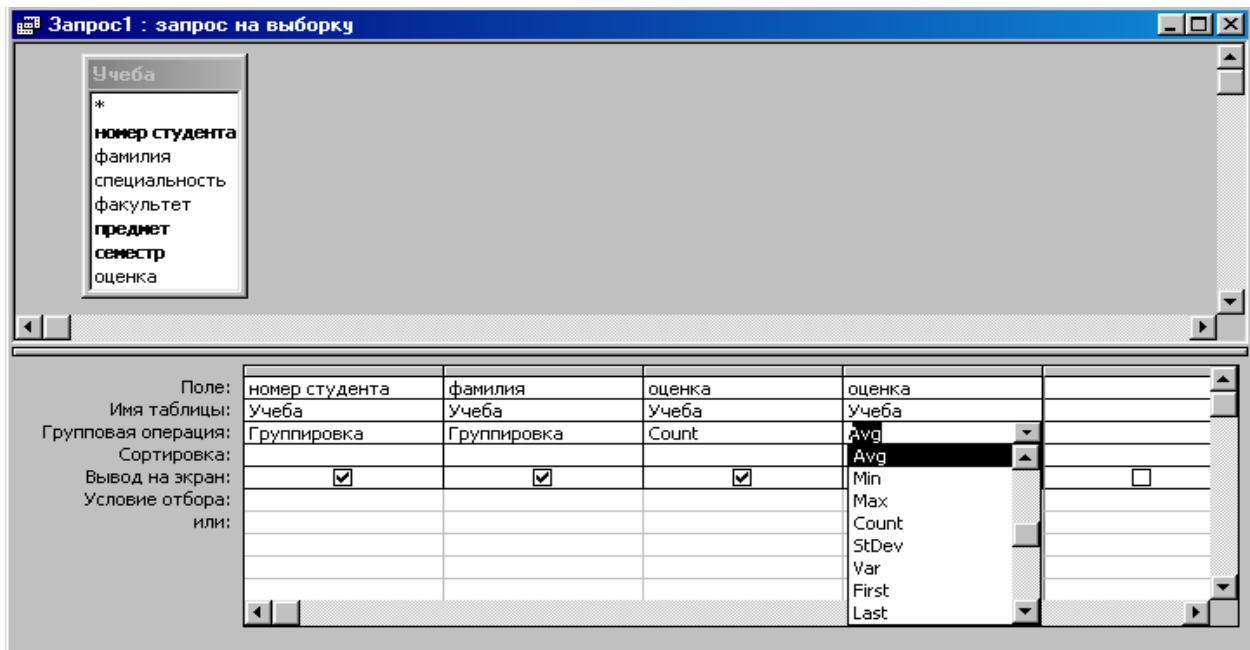 Запрос1 : запрос на выборку
Учеба
*
номер студента
фамилия
специальность
факультет
предмет
семестр
оценка
Поле: номер студента фамилия оценка оценка
Имя таблицы: Учеба Учеба Учеба Учеба
Групповая операция: Группировка Группировка Count Avg
Сортировка: Avg
Вывод на экран: Min
Условие отбора: Max
или: Count
StDev
Var
First
Last